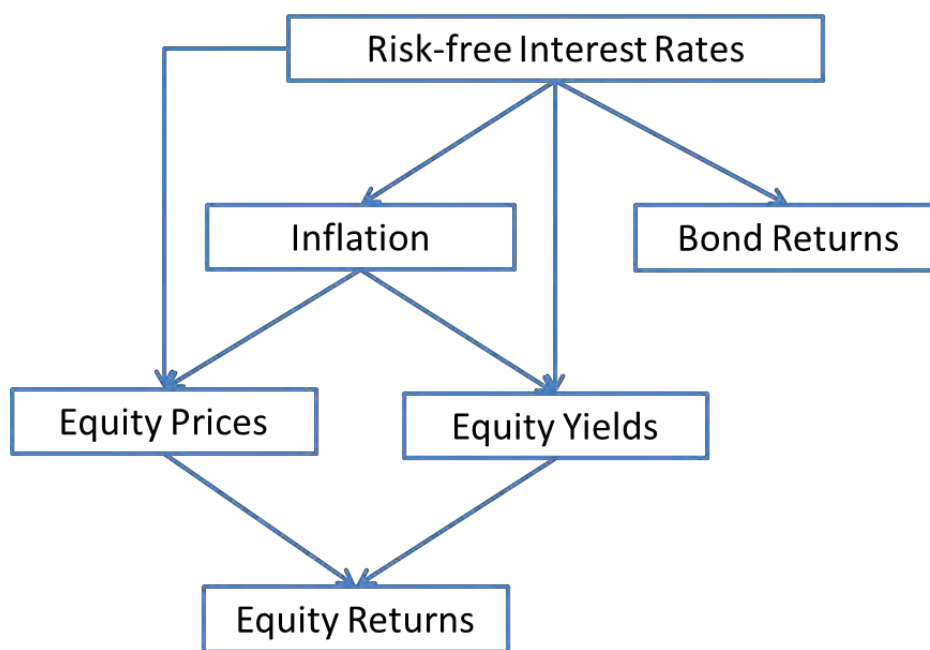 Risk-free Interest Rates
Inflation
Bond Returns
Equity Prices
Equity Yields
Equity Returns